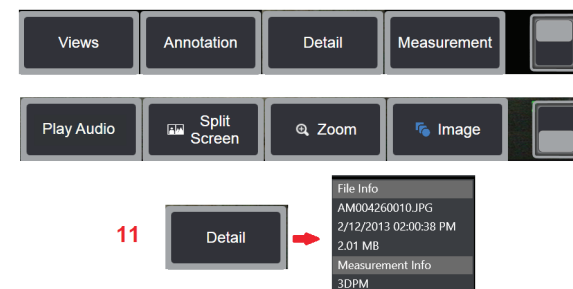 Views Annotation Detail Measurement
Play Audio Split Screen Zoom Image
11 Detail
File Info
AM004260010.JPG
2/12/2013 02:00:38 PM
2.01 MB
Measurement Info
3DPM